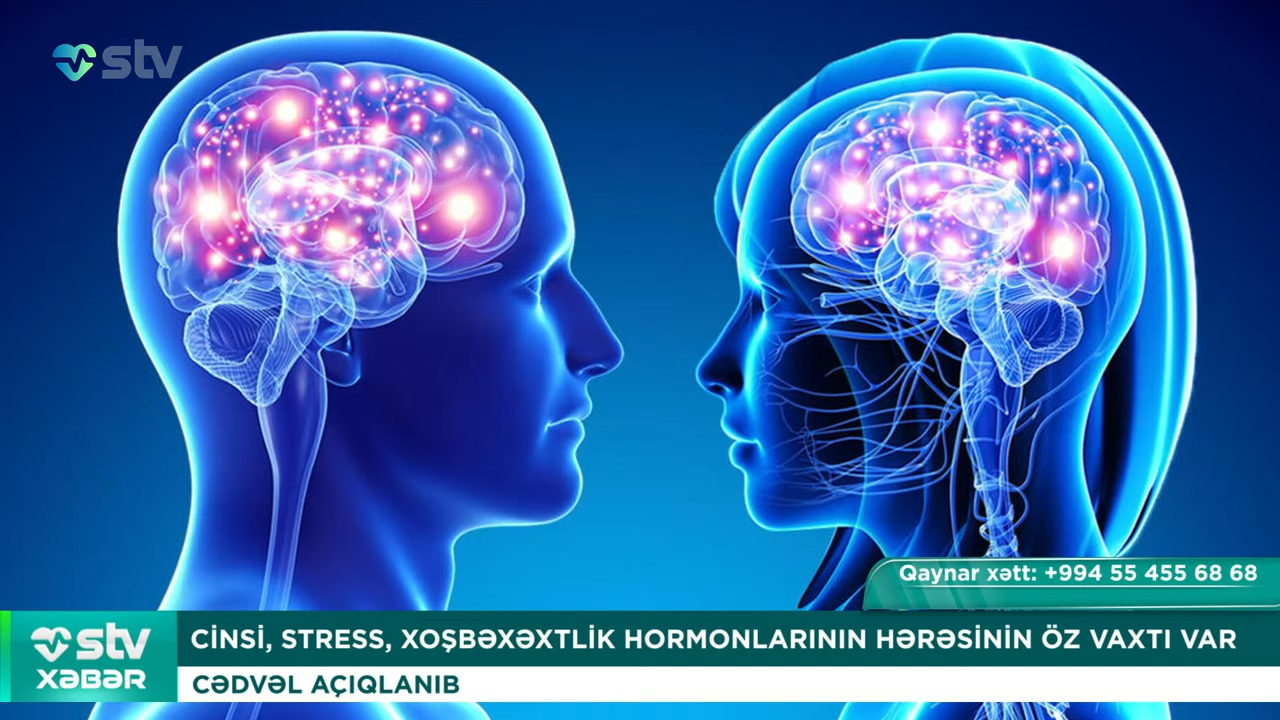 stv
Qaynar xətt: +994 55 455 68 68
stv
XƏBƏR
CİNSİ, STRESS, XOŞBƏXƏXTLİK HORMONLARININ HƏRƏSİNİN ÖZ VAXTI VAR
CƏDVƏL AÇIQLANIB